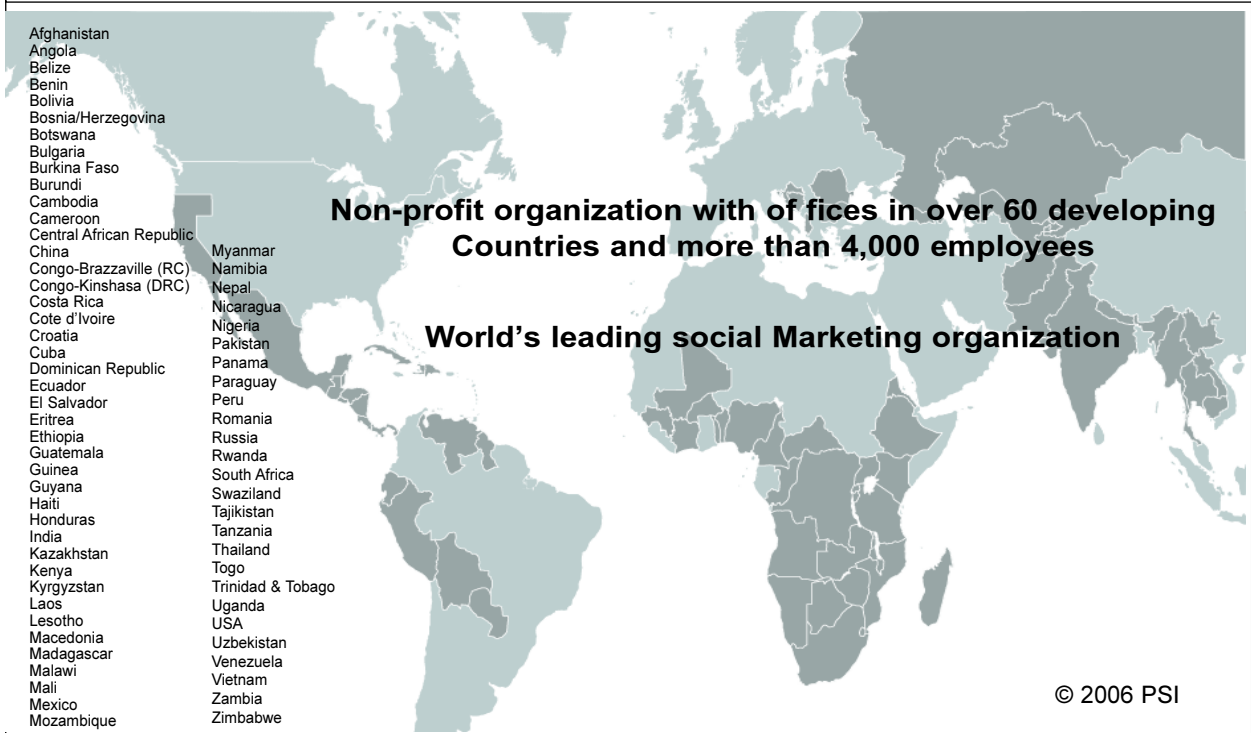 Afghanistan
Angola
Belize
Benin
Bolivia
Bosnia/Herzegovina
Botswana
Bulgaria
Burkina Faso
Burundi
Cambodia
Cameroon
Central African Republic
China
Congo-Brazzaville (RC)
Congo-Kinshasa (DRC)
Costa Rica
Cote d'Ivoire
Croatia
Cuba
Dominican Republic
Ecuador
El Salvador
Eritrea
Ethiopia
Guatemala
Guinea
Guyana
Haiti
Honduras
India
Kazakhstan
Kenya
Kyrgyzstan
Laos
Lesotho
Macedonia
Madagascar
Malawi
Mali
Mexico
Mozambique
Myanmar
Namibia
Nepal
Nicaragua
Nigeria
Pakistan
Panama
Paraguay
Peru
Romania
Russia
Rwanda
South Africa
Swaziland
Tajikistan
Tanzania
Thailand
Togo
Trinidad & Tobago
Uganda
USA
Uzbekistan
Venezuela
Vietnam
Zambia
Zimbabwe
Non-profit organization with of fices in over 60 developing
Countries and more than 4,000 employees
World's leading social Marketing organization
© 2006 PSI